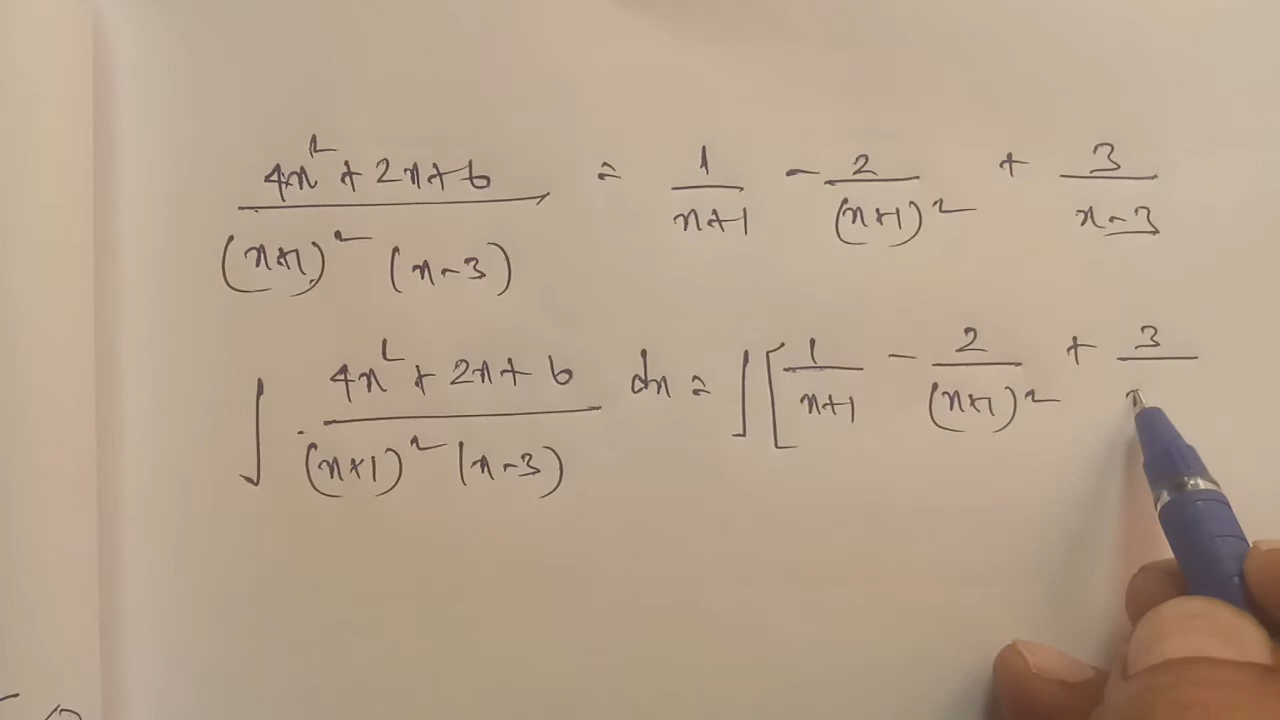 (4x² + 2x + 6) / ((x+1)² (x-3)) = 1/(x+1) - 2/(x+1)² + 3/(x-3)
∫ (4x² + 2x + 6) / ((x+1)² (x-3)) dx = ∫ [ 1/(x+1) - 2/(x+1)² + 3/x